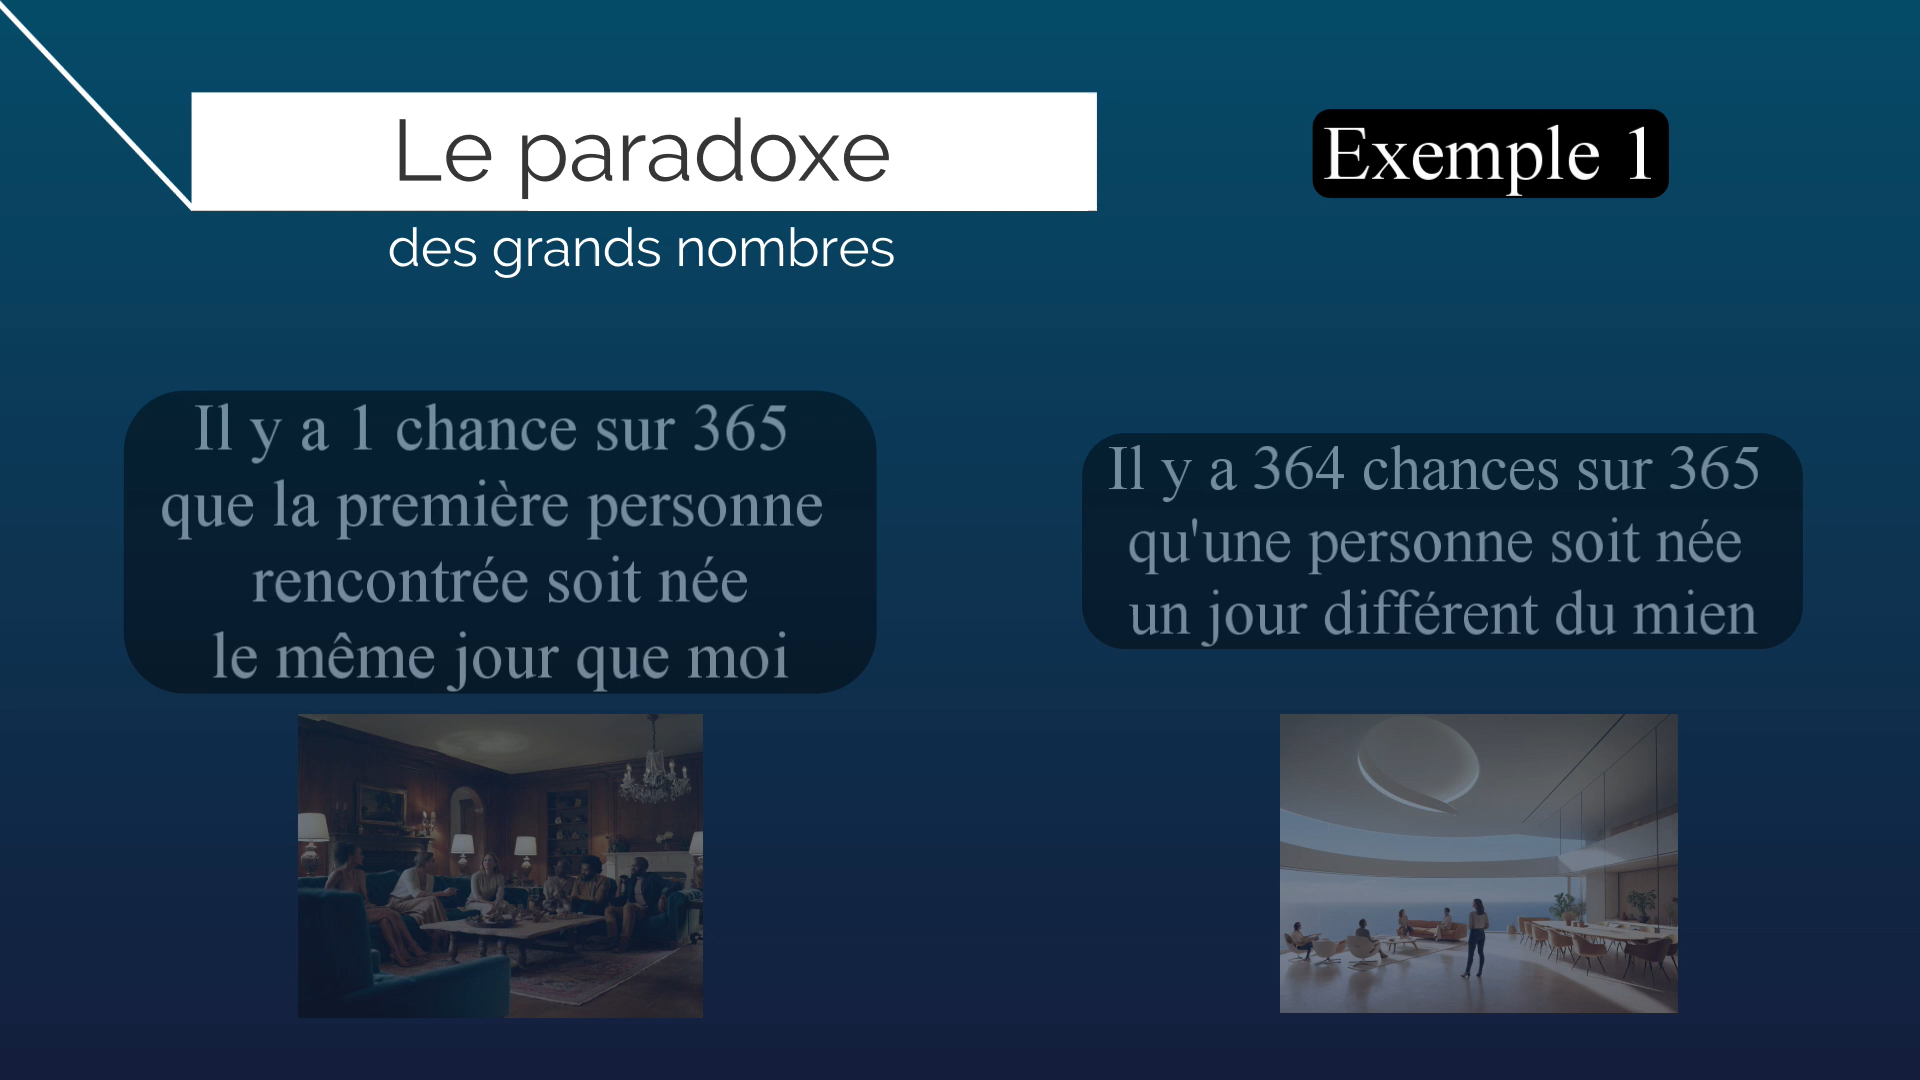 Le paradoxe
des grands nombres
Exemple 1
Il y a 1 chance sur 365
que la première personne
rencontrée soit née
le même jour que moi
Il y a 364 chances sur 365
qu'une personne soit née
un jour différent du mien